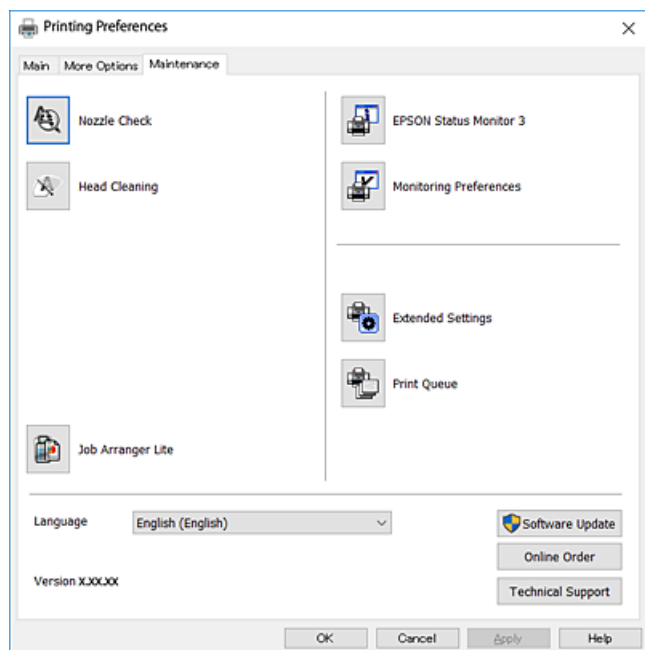 Printing Preferences
Main
More Options
Maintenance
Nozzle Check
Head Cleaning
Job Arranger Lite
EPSON Status Monitor 3
Monitoring Preferences
Extended Settings
Print Queue
Language
English (English)
Version X.XX.XX
Software Update
Online Order
Technical Support
OK
Cancel
Apply
Help